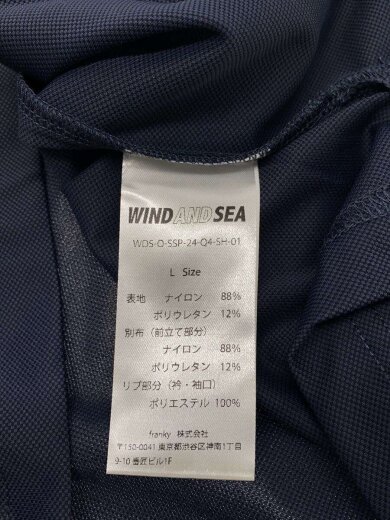 WIND AND SEA
WDS-O-SSP-24-Q4-SH-01
L Size
表地 ナイロン 88%
ポリウレタン 12%
別布（前立て部分）
ナイロン 88%
ポリウレタン 12%
リブ部分（衿・袖口）
ポリエステル 100%
franky 株式会社
〒150-0041 東京都渋谷区神南1丁目
9-10 番匠ビル1F